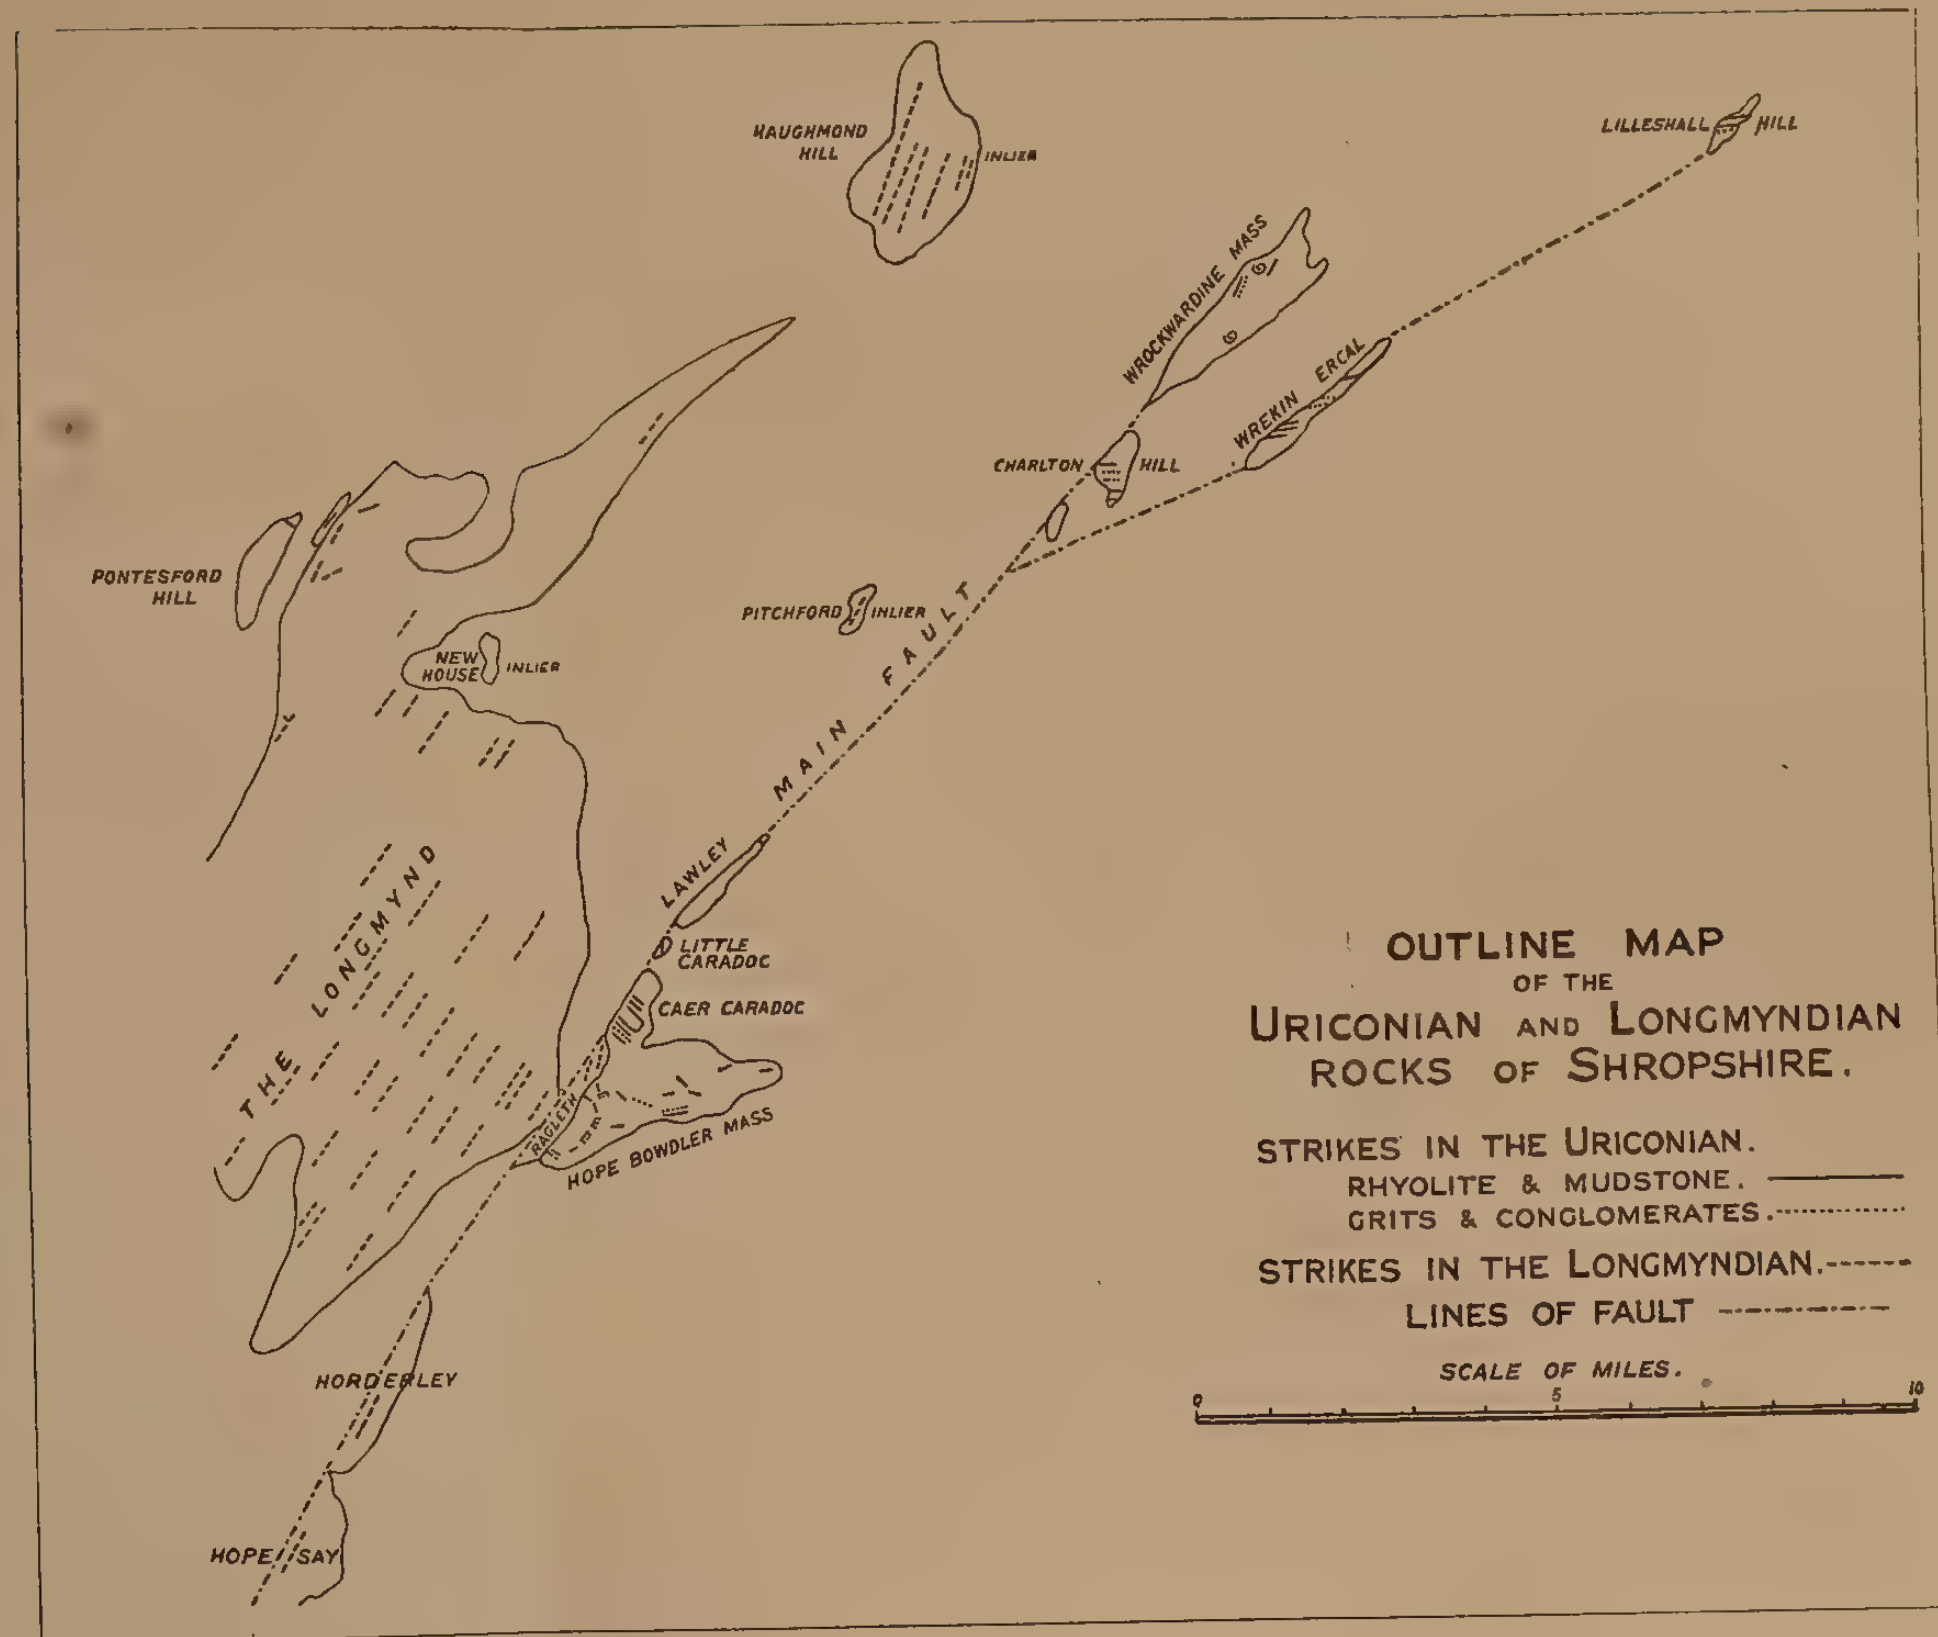 HAUGHMOND
HILL
INLIER
LILLESHALL HILL
WROCKWARDINE MASS
WREKIN ERCAL
CHARLTON HILL
PONTESFORD
HILL
PITCHFORD INLIER
NEW
HOUSE INLIER
MAIN FAULT
LAWLEY
LITTLE
CARADOC
CAER CARADOC
THE LONGMYND
RAGLETH
HOPE BOWDLER MASS
HORDERLEY
HOPE SAY
OUTLINE MAP
OF THE
URICONIAN AND LONGMYNDIAN
ROCKS OF SHROPSHIRE.
STRIKES IN THE URICONIAN.
RHYOLITE & MUDSTONE.
GRITS & CONGLOMERATES.
STRIKES IN THE LONGMYNDIAN.
LINES OF FAULT
SCALE OF MILES.
0 5 10